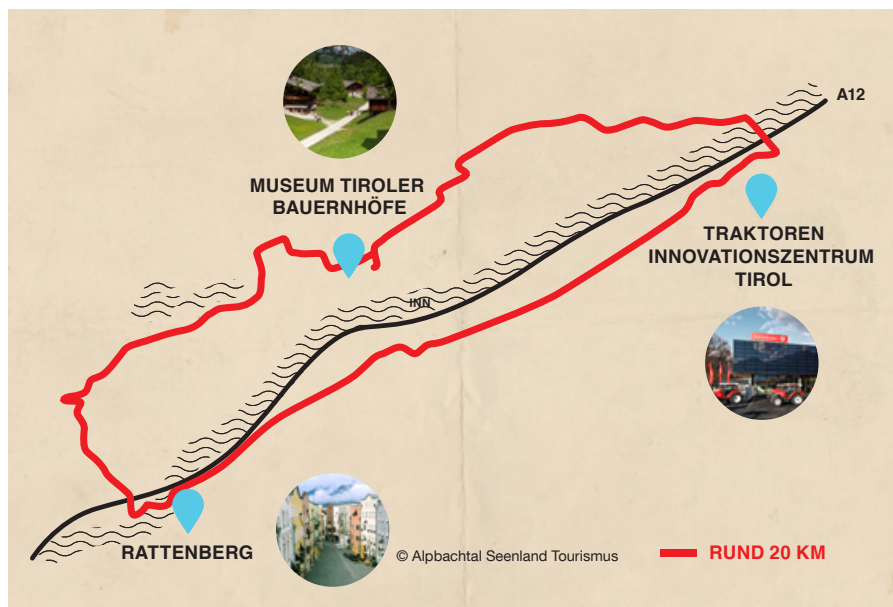 A12
MUSEUM TIROLER
BAUERNHÖFE
TRAKTOREN
INNOVATIONSZENTRUM
TIROL
INN
RATTENBERG
© Alpbachtal Seenland Tourismus
RUND 20 KM